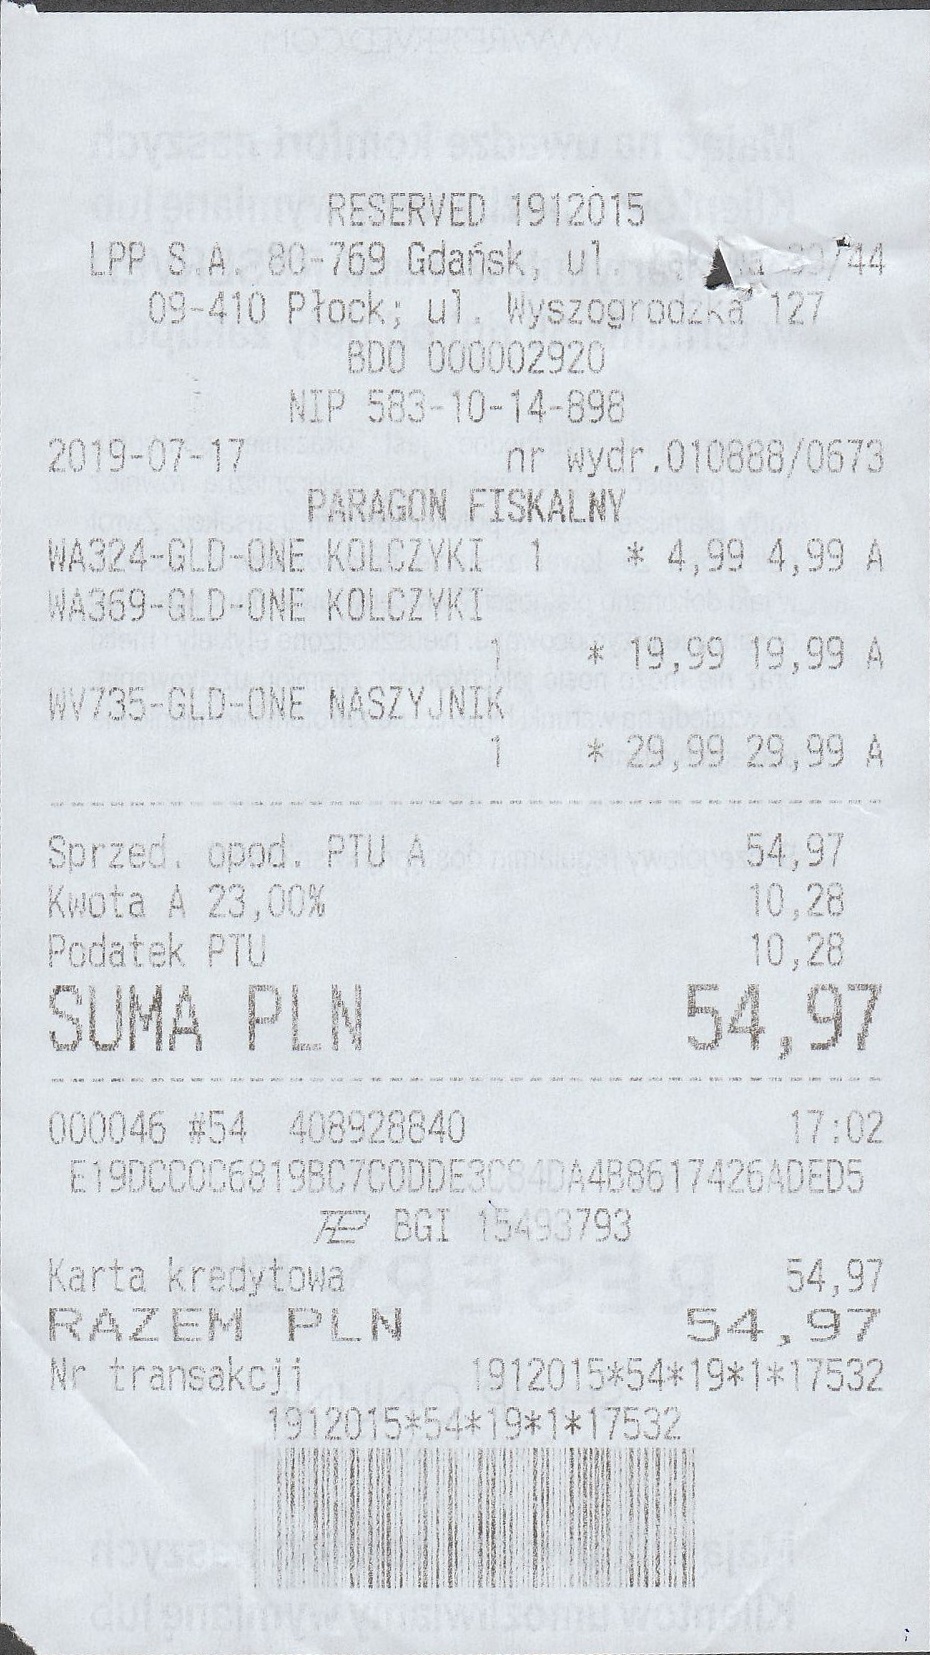 RESERVED 1912015
LPP S.A. 80-769 Gdańsk, ul. 39/44
09-410 Płock; ul. Wyszogrodzka 127
BDO 000002920
NIP 583-10-14-898
2019-07-17 nr wydr.010888/0673
PARAGON FISKALNY
WA324-GLD-ONE KOLCZYKI 1 * 4,99 4,99 A
WA369-GLD-ONE KOLCZYKI
1 * 19,99 19,99 A
WV735-GLD-ONE NASZYJNIK
1 * 29,99 29,99 A
Sprzed. opod. PTU A 54,97
Kwota A 23,00% 10,28
Podatek PTU 10,28
SUMA PLN 54,97
000046 #54 408928840 17:02
E19DCC0C6819BC7C0DDE3C84DA4B8617426ADED5
BGI 15493793
Karta kredytowa 54,97
RAZEM PLN 54,97
Nr transakcji 1912015*54*19*1*17532
1912015*54*19*1*17532